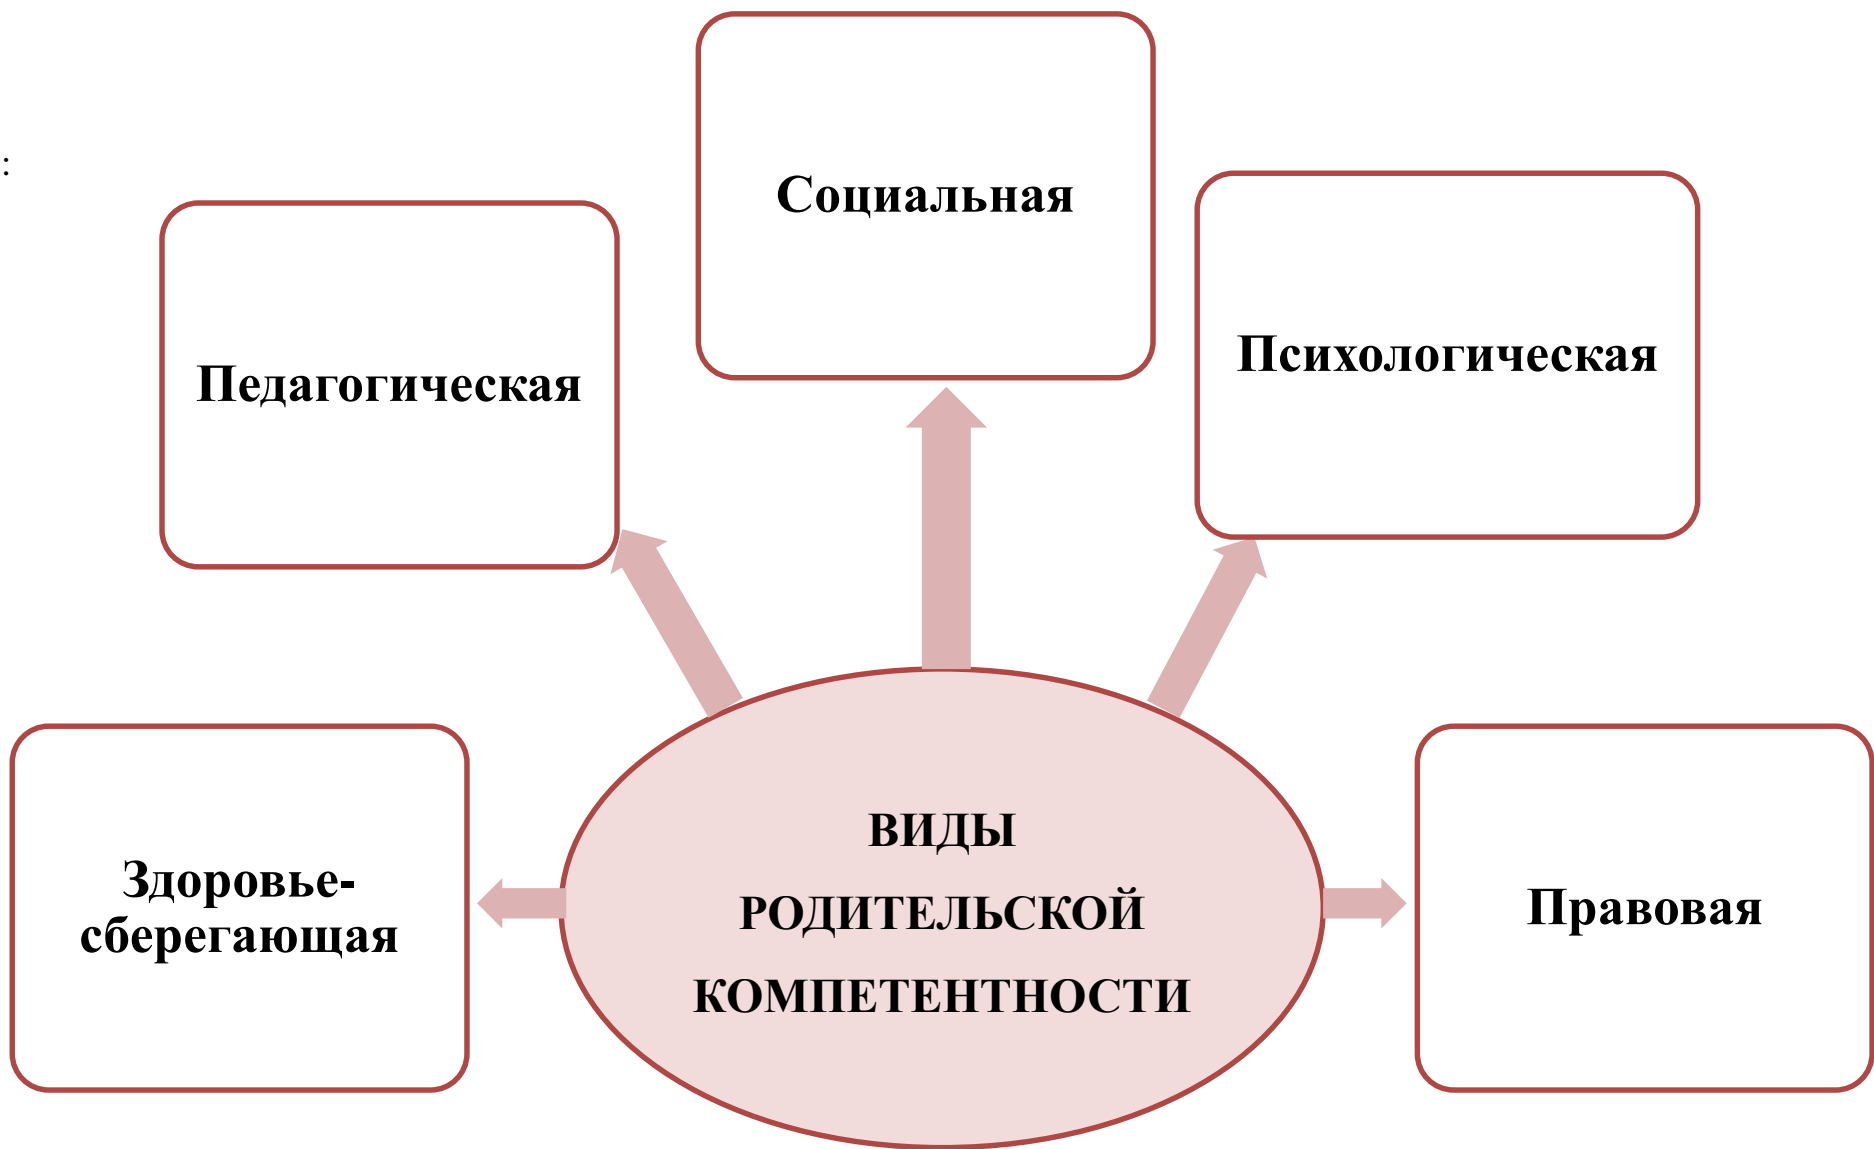 :
Социальная
Психологическая
Педагогическая
ВИДЫ
РОДИТЕЛЬСКОЙ
КОМПЕТЕНТНОСТИ
Здоровье-
сберегающая
Правовая